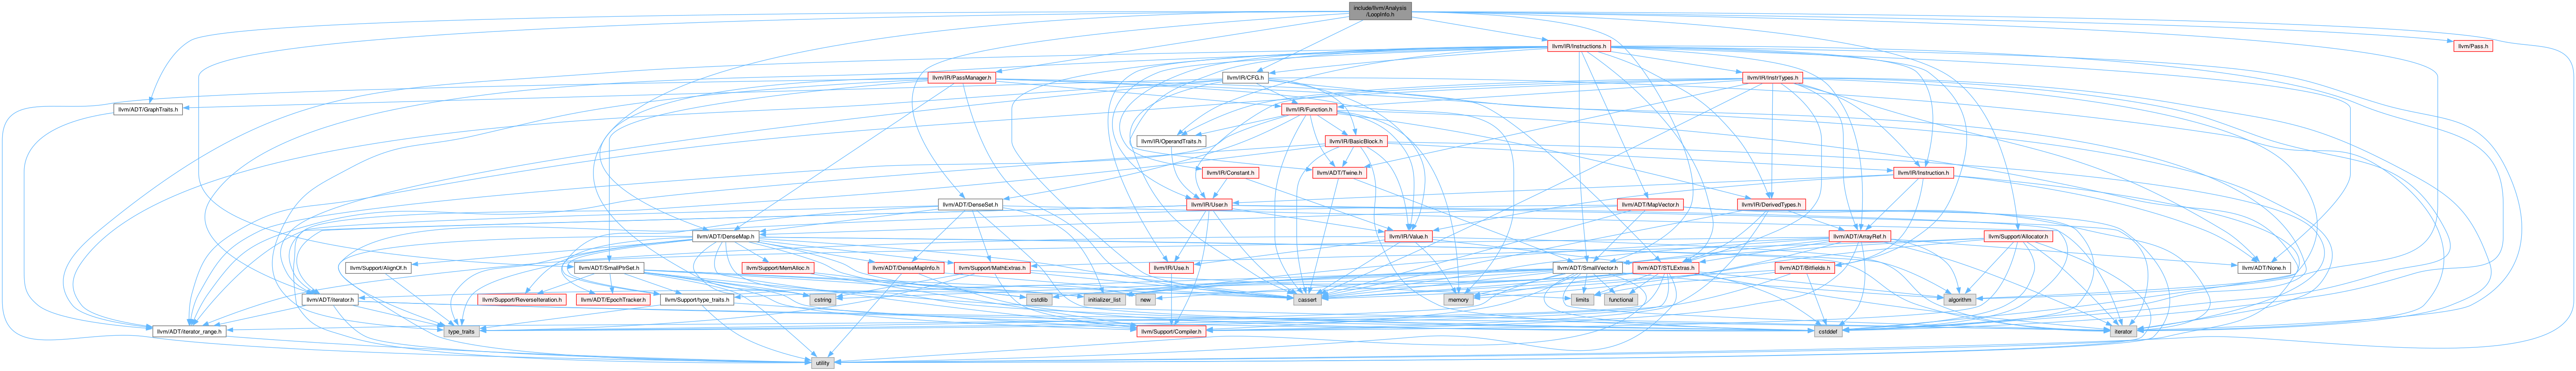 include/llvm/Analysis
/LoopInfo.h
llvm/IR/Instructions.h
llvm/Pass.h
llvm/IR/PassManager.h
llvm/IR/CFG.h
llvm/IR/InstrTypes.h
llvm/ADT/GraphTraits.h
llvm/IR/Function.h
llvm/IR/OperandTraits.h
llvm/IR/BasicBlock.h
llvm/IR/Constant.h
llvm/ADT/Twine.h
llvm/IR/Instruction.h
llvm/ADT/DenseSet.h
llvm/IR/User.h
llvm/ADT/MapVector.h
llvm/IR/DerivedTypes.h
llvm/ADT/DenseMap.h
llvm/IR/Value.h
llvm/ADT/ArrayRef.h
llvm/Support/Allocator.h
llvm/Support/AlignOf.h
llvm/ADT/SmallPtrSet.h
llvm/Support/MemAlloc.h
llvm/ADT/DenseMapInfo.h
llvm/Support/MathExtras.h
llvm/IR/Use.h
llvm/ADT/SmallVector.h
llvm/ADT/STLExtras.h
llvm/ADT/Bitfields.h
llvm/ADT/None.h
llvm/ADT/iterator.h
llvm/Support/ReverseIteration.h
llvm/ADT/EpochTracker.h
llvm/Support/type_traits.h
cstring
cstdlib
initializer_list
new
cassert
memory
limits
functional
algorithm
llvm/ADT/iterator_range.h
type_traits
llvm/Support/Compiler.h
cstddef
iterator
utility